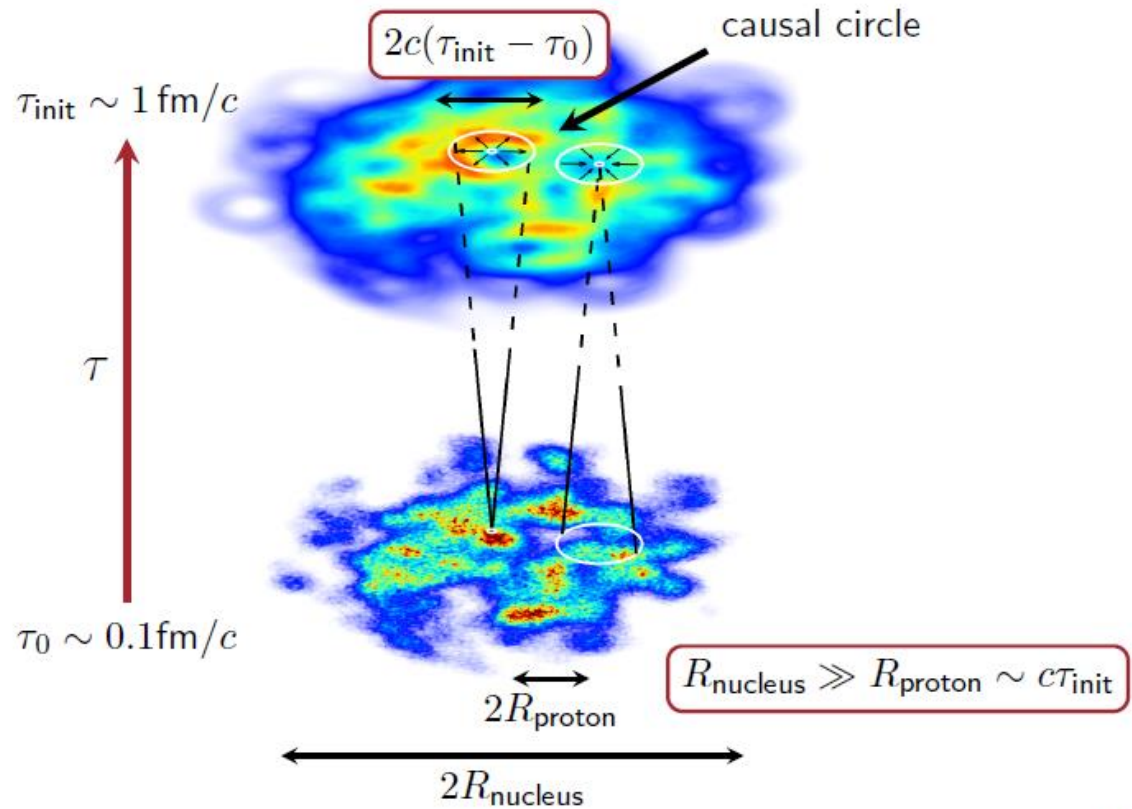 2c(τ_init − τ_0)
causal circle
τ_init ∼ 1 fm/c
τ
τ_0 ∼ 0.1fm/c
R_nucleus ≫ R_proton ∼ cτ_init
2R_proton
2R_nucleus